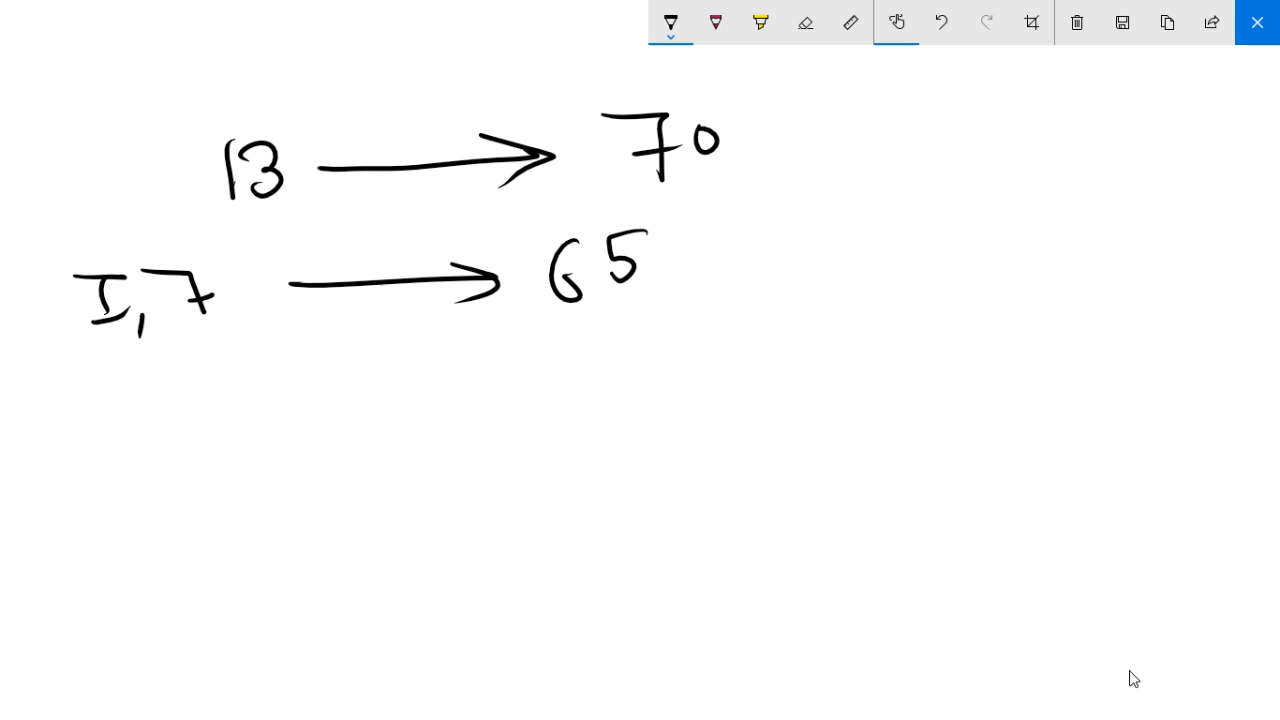 13 → 70
I,7 → 65